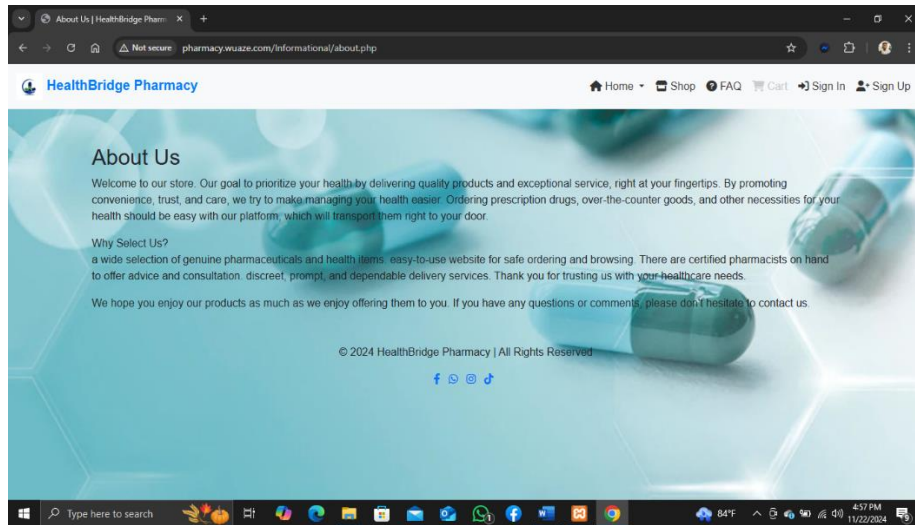 About Us | HealthBridge Pharm
Not secure pharmacy.wuaze.com/Informational/about.php
HealthBridge Pharmacy
Home Shop FAQ Cart Sign In Sign Up
About Us
Welcome to our store. Our goal to prioritize your health by delivering quality products and exceptional service, right at your fingertips. By promoting
convenience, trust, and care, we try to make managing your health easier. Ordering prescription drugs, over-the-counter goods, and other necessities for your
health should be easy with our platform, which will transport them right to your door.
Why Select Us?
a wide selection of genuine pharmaceuticals and health items. easy-to-use website for safe ordering and browsing. There are certified pharmacists on hand
to offer advice and consultation. discreet, prompt, and dependable delivery services. Thank you for trusting us with your healthcare needs.
We hope you enjoy our products as much as we enjoy offering them to you. If you have any questions or comments, please don't hesitate to contact us.
© 2024 HealthBridge Pharmacy | All Rights Reserved
Type here to search
84°F
4:57 PM
11/22/2024